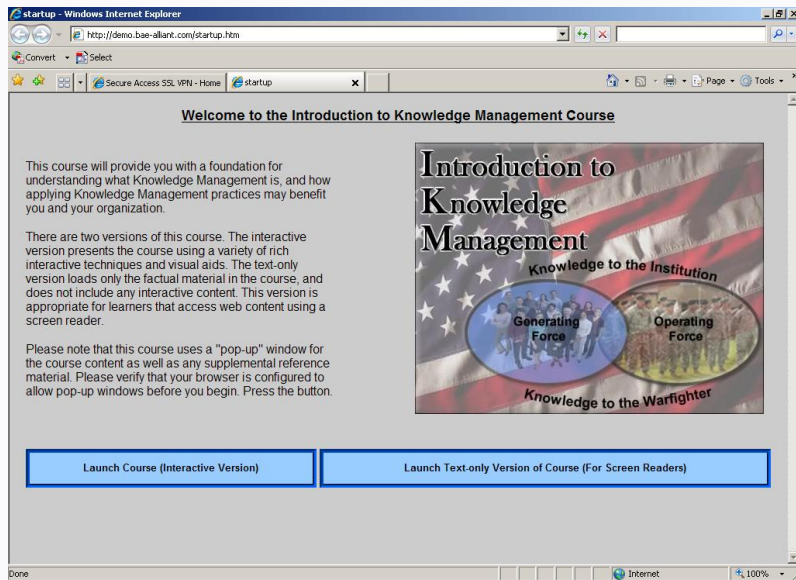 startup - Windows Internet Explorer
http://demo.bae-alliant.com/startup.htm
Convert Select
Secure Access SSL VPN - Home startup Page Tools
Welcome to the Introduction to Knowledge Management Course
This course will provide you with a foundation for
understanding what Knowledge Management is, and how
applying Knowledge Management practices may benefit
you and your organization.
There are two versions of this course. The interactive
version presents the course using a variety of rich
interactive techniques and visual aids. The text-only
version loads only the factual material in the course, and
does not include any interactive content. This version is
appropriate for learners that access web content using a
screen reader.
Please note that this course uses a "pop-up" window for
the course content as well as any supplemental reference
material. Please verify that your browser is configured to
allow pop-up windows before you begin. Press the button.
Introduction to
Knowledge
Management
Knowledge to the Institution
Generating
Force
Operating
Force
Knowledge to the Warfighter
Launch Course (Interactive Version)
Launch Text-only Version of Course (For Screen Readers)
Done Internet 100%